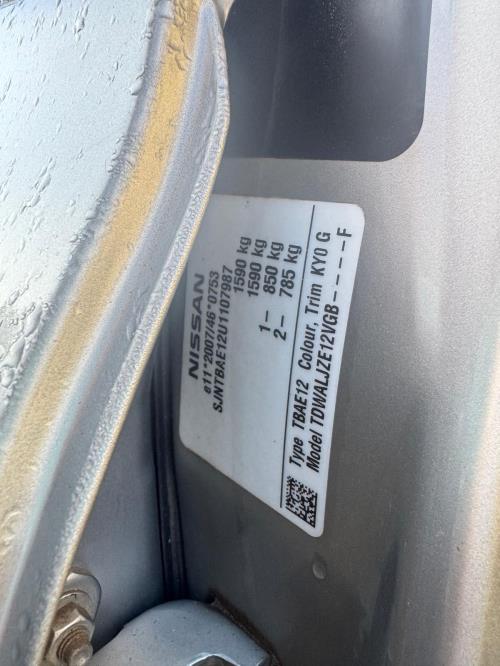 NISSAN
e11*2007/46*0753
SJNTBAE12U1107987
1590 kg
1590 kg
1– 850 kg
2– 785 kg
Type TBAE12 Colour, Trim KY0 G
Model TDWALJZE12VGB-----F